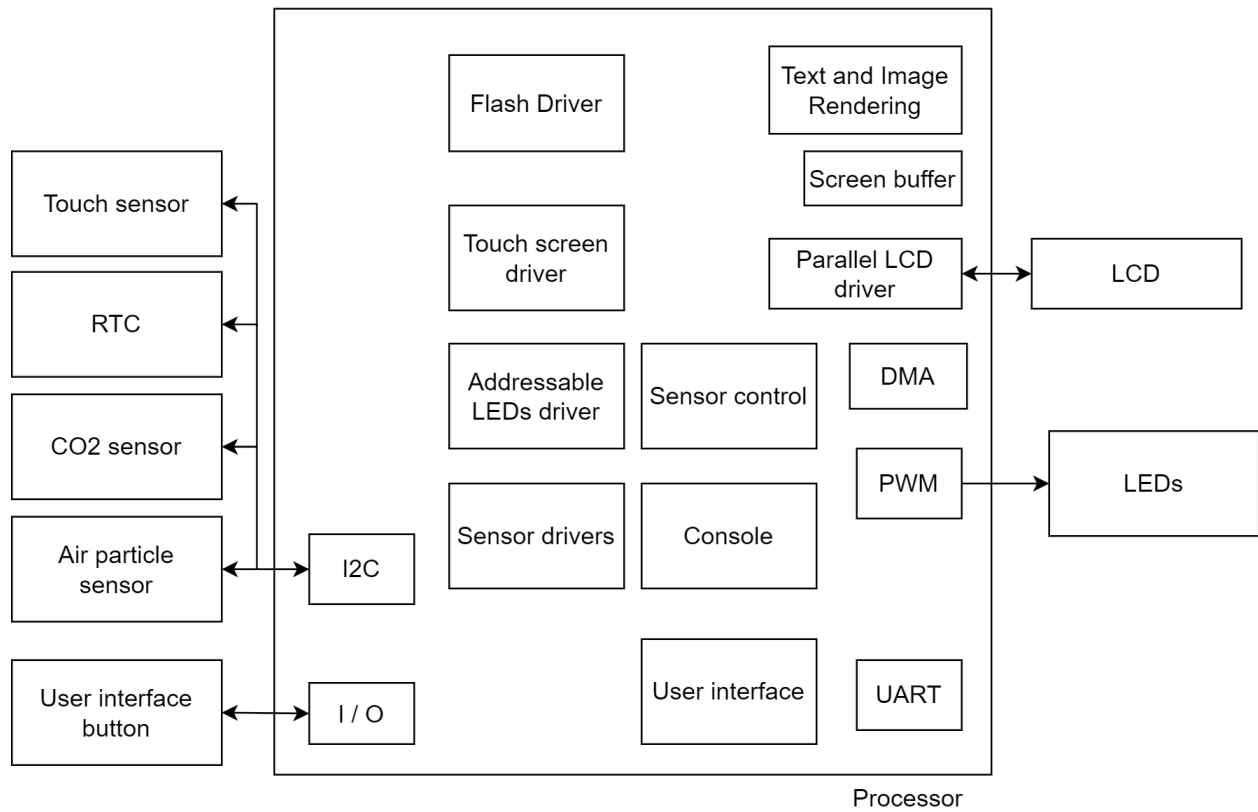 Flash Driver
Text and Image
Rendering
Screen buffer
Touch sensor
Touch screen
driver
Parallel LCD
driver
LCD
RTC
Addressable
LEDs driver
Sensor control
DMA
CO2 sensor
PWM
LEDs
Sensor drivers
Console
Air particle
sensor
I2C
User interface
button
I / O
User interface
UART
Processor